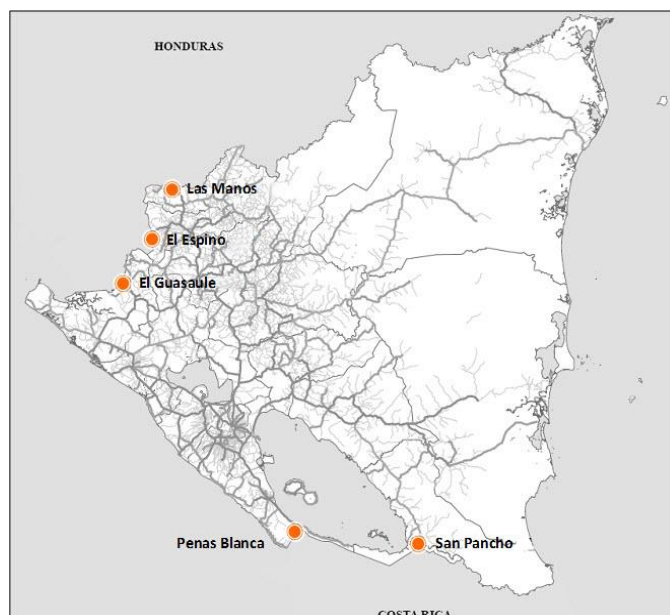 HONDURAS
Las Manos
El Espino
El Guasaule
Penas Blanca
San Pancho
COSTA RICA